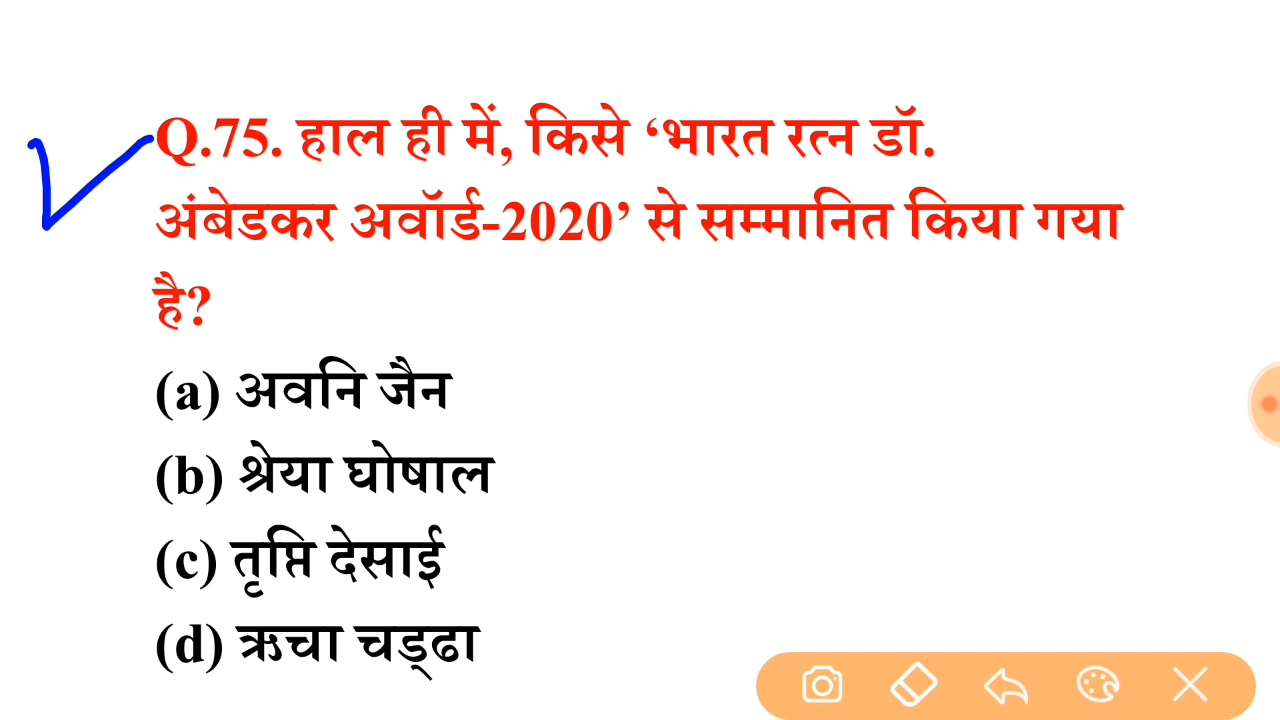 Q.75. हाल ही में, किसे ‘भारत रत्न डॉ.
अंबेडकर अवॉर्ड-2020’ से सम्मानित किया गया
है?
(a) अवनि जैन
(b) श्रेया घोषाल
(c) तृप्ति देसाई
(d) ऋचा चड्ढा